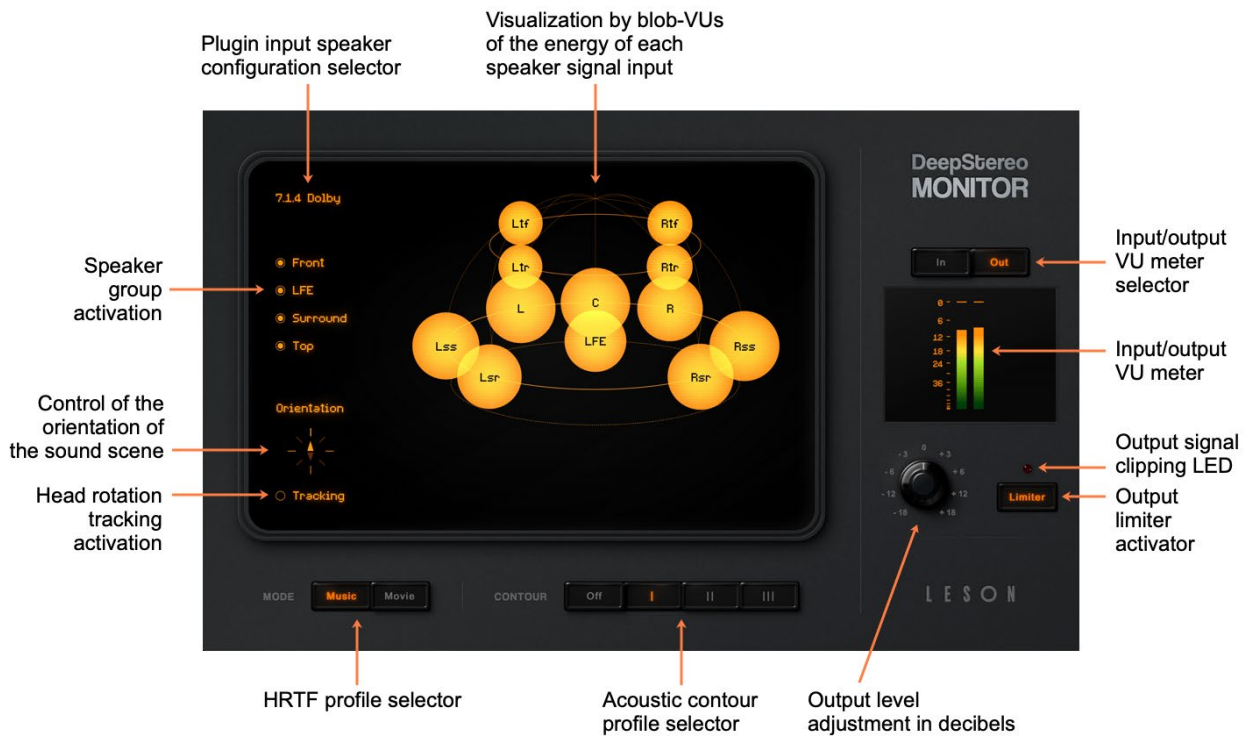 Visualization by blob-VUs
of the energy of each
speaker signal input
Plugin input speaker
configuration selector
DeepStereo
MONITOR
7.1.4 Dolby
Ltf
Rtf
Ltr
Rtr
L
C
R
LFE
Lss
Rss
Lsr
Rsr
Speaker
group
activation
Front
LFE
Surround
Top
Control of the
orientation of
the sound scene
Orientation
Head rotation
tracking
activation
Tracking
In
Out
Input/output
VU meter
selector
0
6
12
18
24
36
Input/output
VU meter
Output signal
clipping LED
- 3 0 + 3
- 6 + 6
- 12 + 12
- 18 + 18
Limiter
Output
limiter
activator
MODE
Music
Movie
CONTOUR
Off
I
II
III
LESON
HRTF profile selector
Acoustic contour
profile selector
Output level
adjustment in decibels